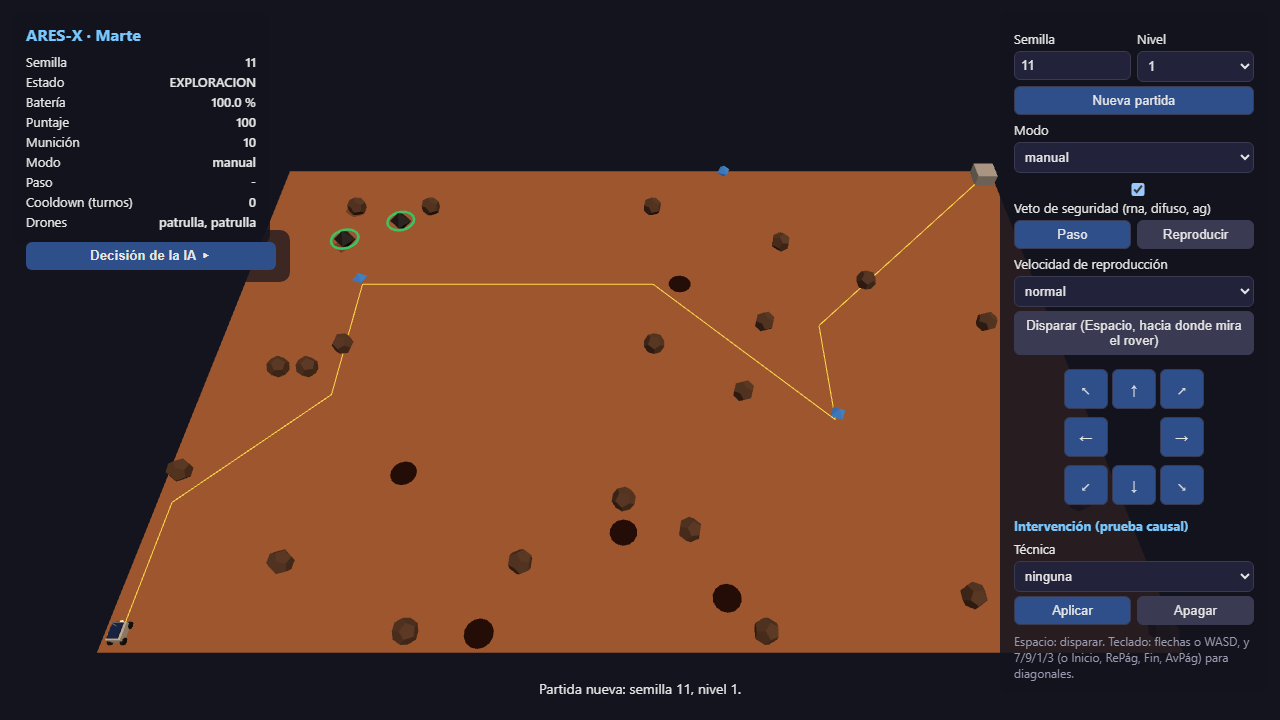 ARES-X · Marte
Semilla 11
Estado EXPLORACION
Batería 100.0 %
Puntaje 100
Munición 10
Modo manual
Paso -
Cooldown (turnos) 0
Drones patrulla, patrulla
Decisión de la IA ▸
Semilla Nivel
11 1
Nueva partida
Modo
manual
Veto de seguridad (rna, difuso, ag)
Paso Reproducir
Velocidad de reproducción
normal
Disparar (Espacio, hacia donde mira
el rover)
↖ ↑ ↗
← →
↙ ↓ ↘
Intervención (prueba causal)
Técnica
ninguna
Aplicar Apagar
Espacio: disparar. Teclado: flechas o WASD, y
7/9/1/3 (o Inicio, RePág, Fin, AvPág) para
diagonales.
Partida nueva: semilla 11, nivel 1.